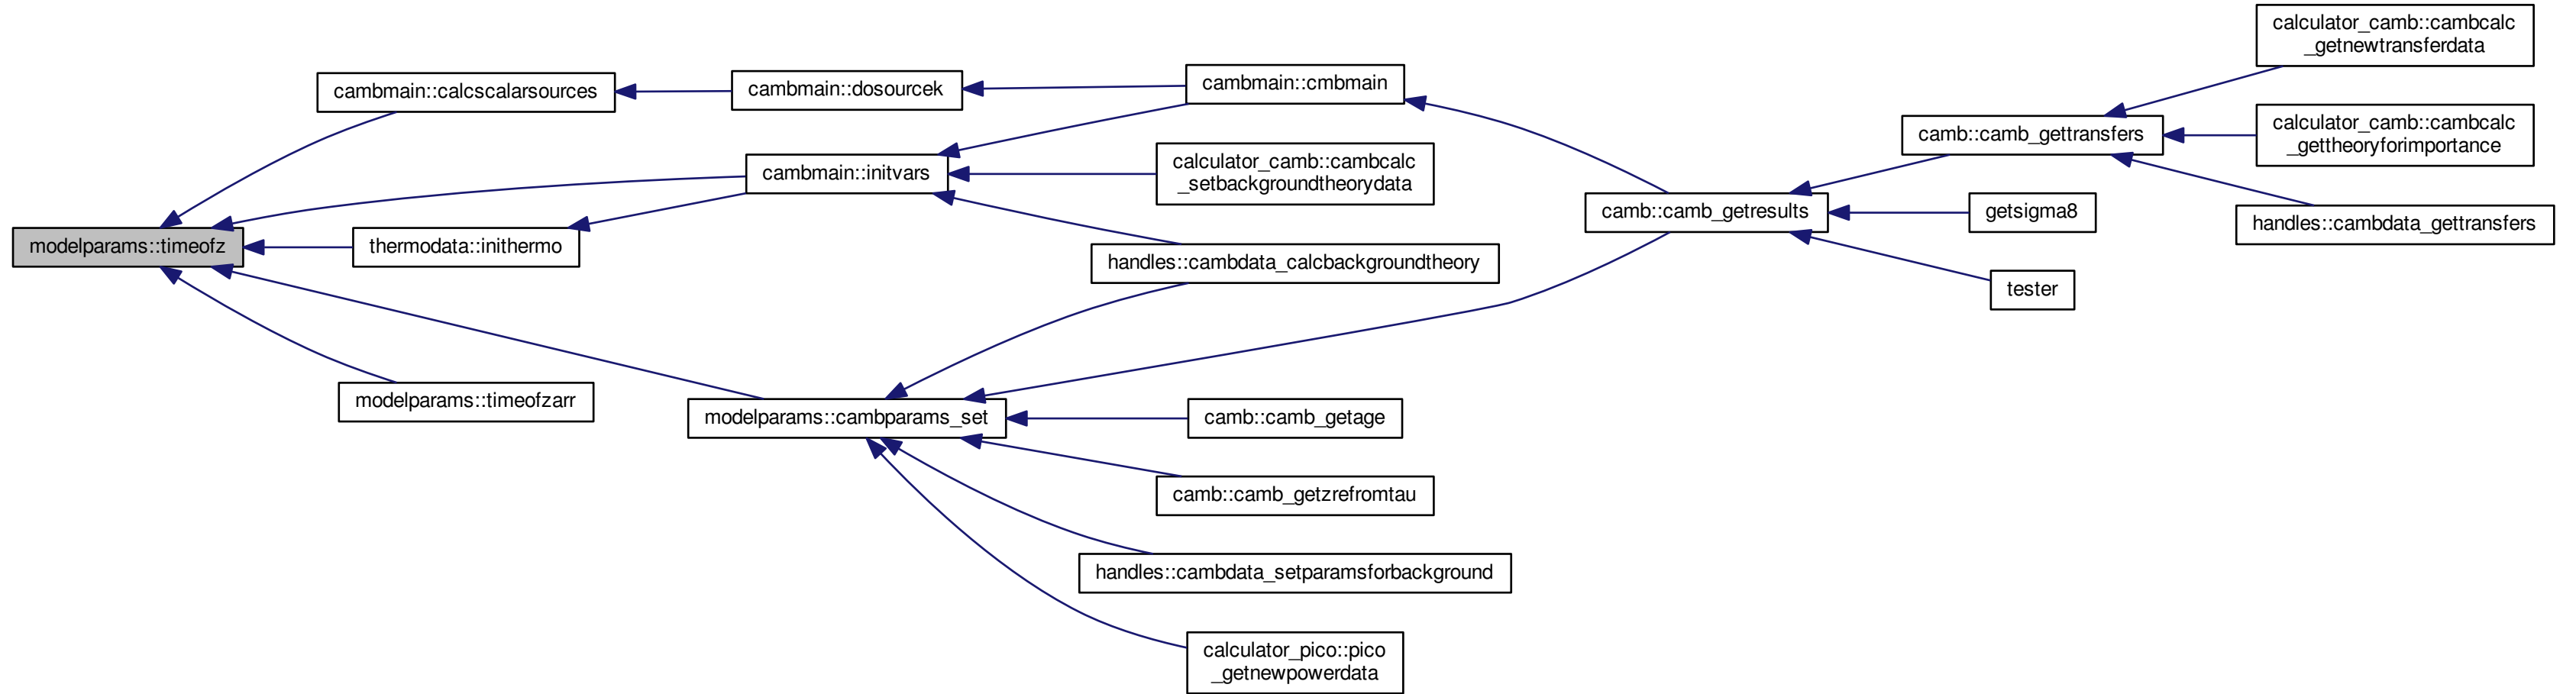 calculator_camb::cambcalc
_getnewtransferdata
cambmain::calcscalarsources
cambmain::dosourcek
cambmain::cmbmain
camb::camb_gettransfers
calculator_camb::cambcalc
_gettheoryforimportance
cambmain::initvars
calculator_camb::cambcalc
_setbackgroundtheorydata
camb::camb_getresults
getsigma8
handles::cambdata_gettransfers
modelparams::timeofz
thermodata::inithermo
handles::cambdata_calcbackgroundtheory
tester
modelparams::timeofzarr
modelparams::cambparams_set
camb::camb_getage
camb::camb_getzrefromtau
handles::cambdata_setparamsforbackground
calculator_pico::pico
_getnewpowerdata